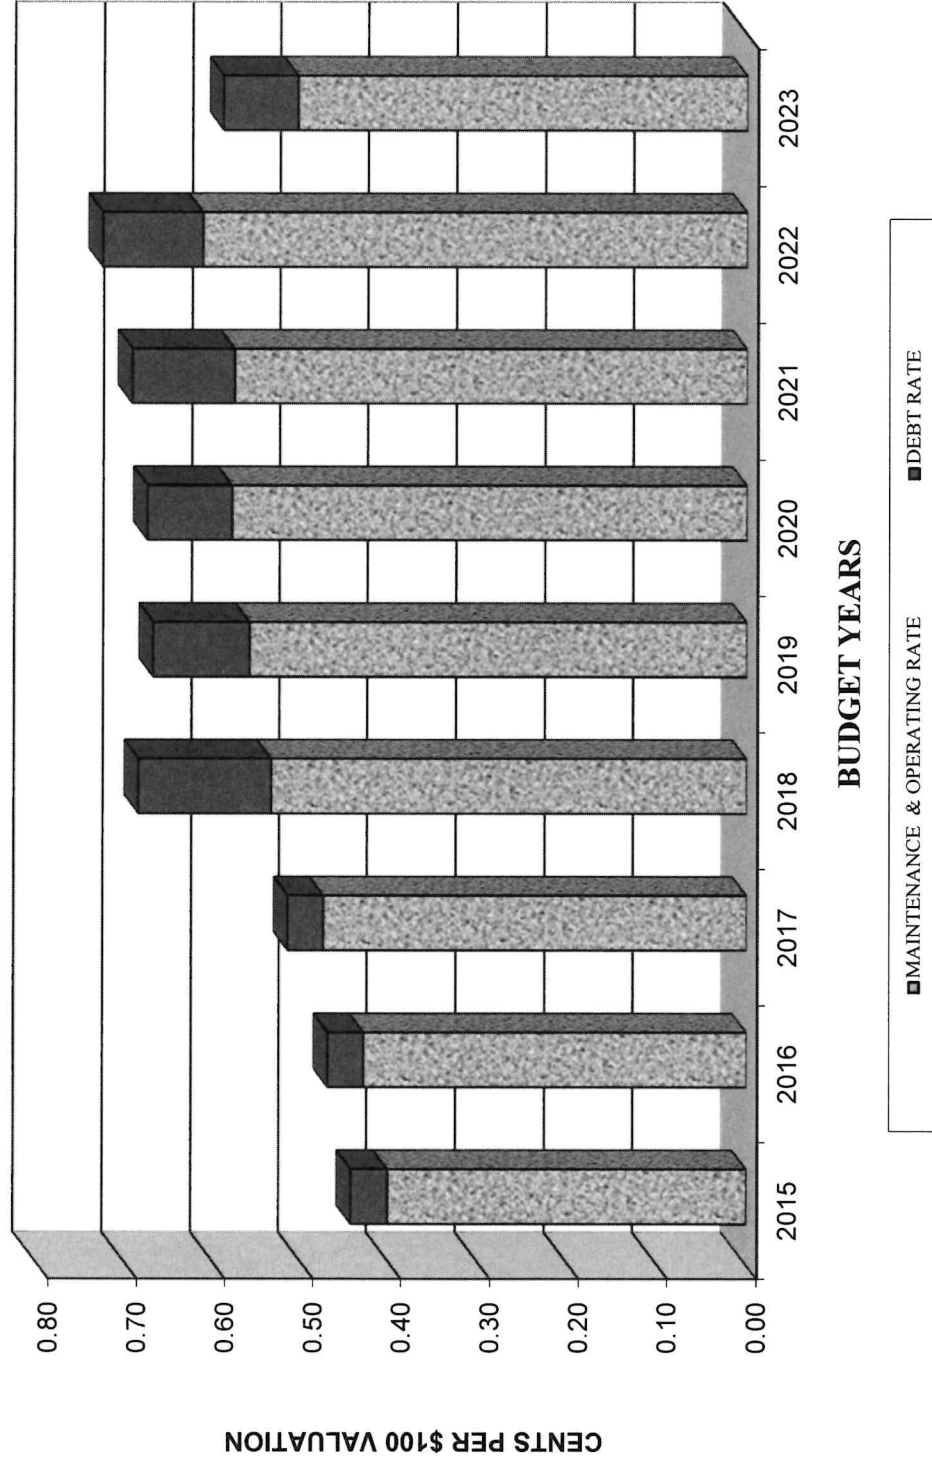 CENTS PER $100 VALUATION
0.80
0.70
0.60
0.50
0.40
0.30
0.20
0.10
0.00
2015 2016 2017 2018 2019 2020 2021 2022 2023
BUDGET YEARS
MAINTENANCE & OPERATING RATE DEBT RATE